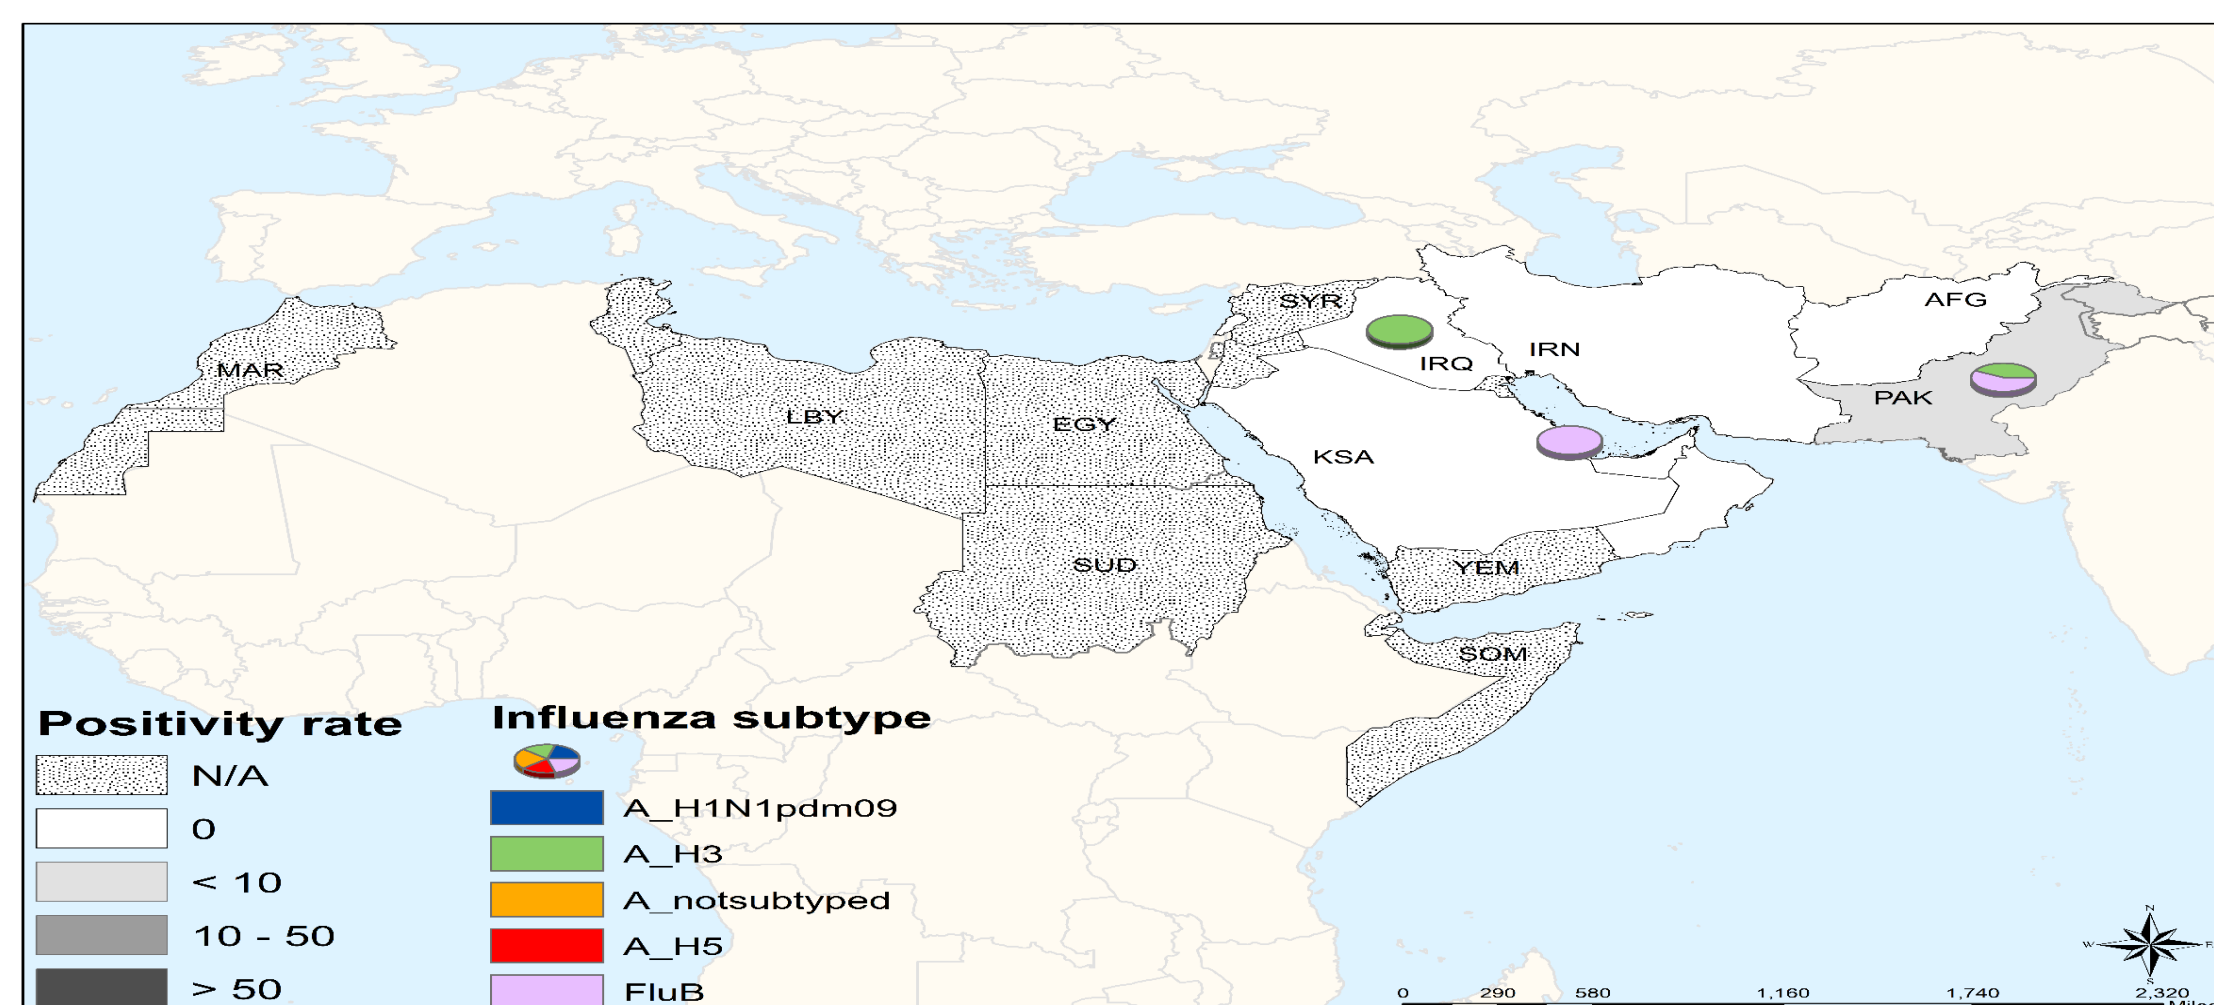 SYR
AFG
IRN
IRQ
MAR
PAK
LBY
EGY
KSA
SUD
YEM
SOM
Positivity rate
N/A
0
< 10
10 - 50
> 50
Influenza subtype
A_H1N1pdm09
A_H3
A_notsubtyped
A_H5
FluB
N
W
E
S
0 290 580 1,160 1,740 2,320
Miles